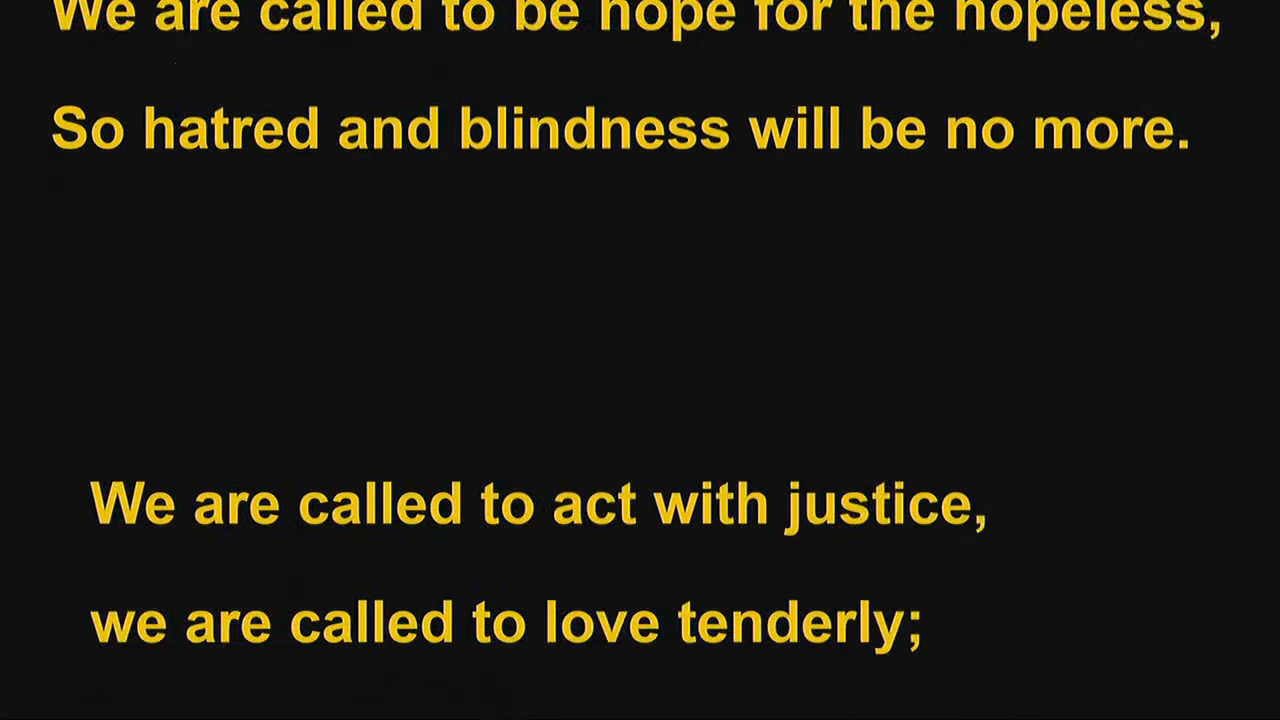 We are called to be hope for the hopeless,
So hatred and blindness will be no more.
We are called to act with justice,
we are called to love tenderly;